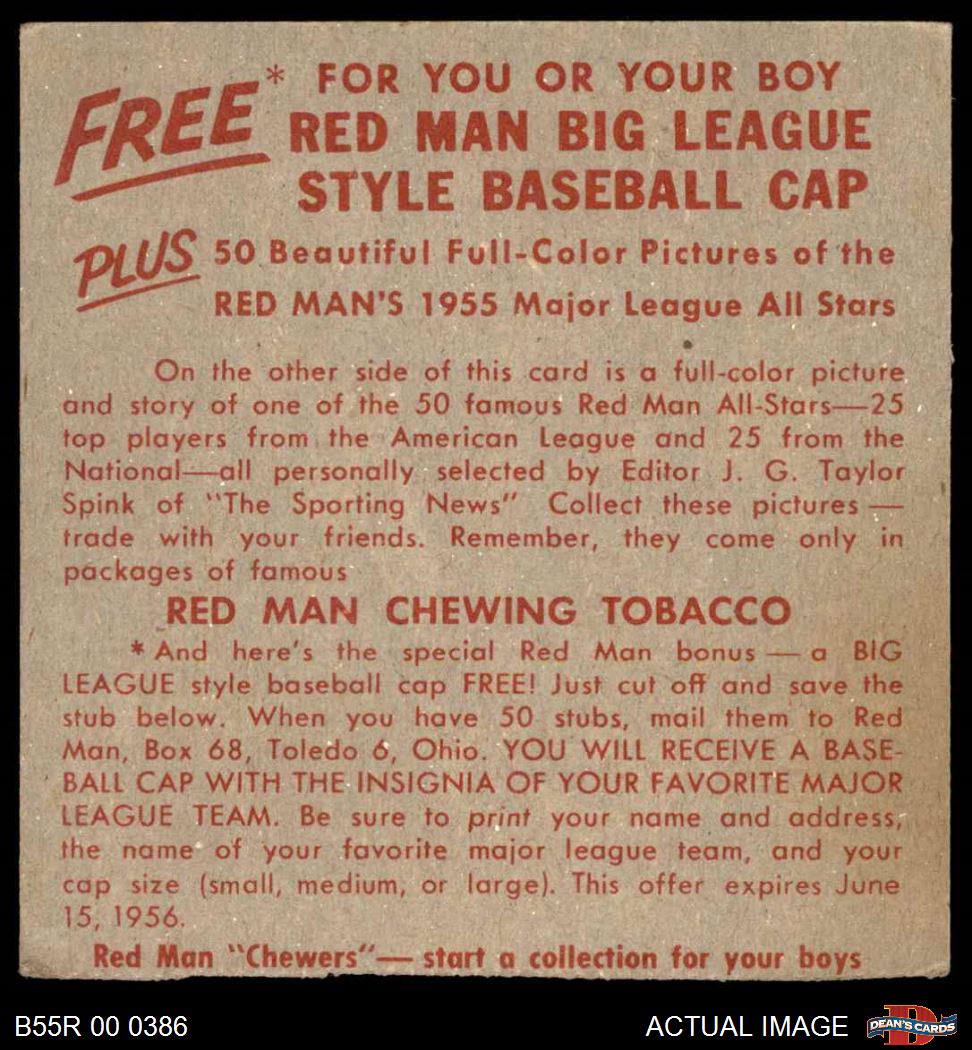 FREE* FOR YOU OR YOUR BOY
RED MAN BIG LEAGUE
STYLE BASEBALL CAP
PLUS 50 Beautiful Full-Color Pictures of the
RED MAN'S 1955 Major League All Stars
On the other side of this card is a full-color picture
and story of one of the 50 famous Red Man All-Stars—25
top players from the American League and 25 from the
National—all personally selected by Editor J. G. Taylor
Spink of "The Sporting News" Collect these pictures —
trade with your friends. Remember, they come only in
packages of famous
RED MAN CHEWING TOBACCO
* And here's the special Red Man bonus — a BIG
LEAGUE style baseball cap FREE! Just cut off and save the
stub below. When you have 50 stubs, mail them to Red
Man, Box 68, Toledo 6, Ohio. YOU WILL RECEIVE A BASE-
BALL CAP WITH THE INSIGNIA OF YOUR FAVORITE MAJOR
LEAGUE TEAM. Be sure to print your name and address,
the name of your favorite major league team, and your
cap size (small, medium, or large). This offer expires June
15, 1956.
Red Man "Chewers"— start a collection for your boys
B55R 00 0386
ACTUAL IMAGE
D
DEAN'S CARDS